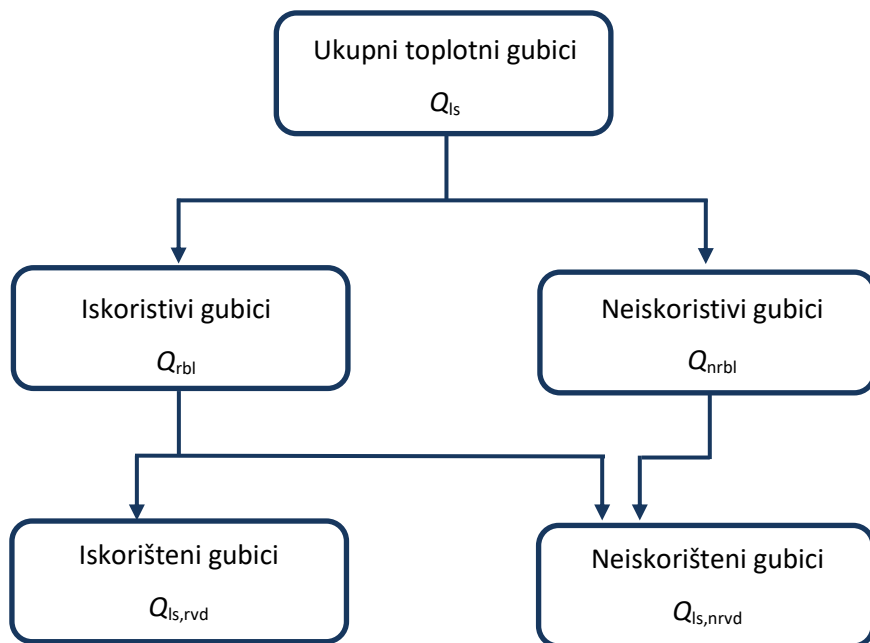 Ukupni toplotni gubici
Qls
Iskoristivi gubici
Qrbl
Neiskoristivi gubici
Qnrbl
Iskorišteni gubici
Qls,rvd
Neiskorišteni gubici
Qls,nrvd